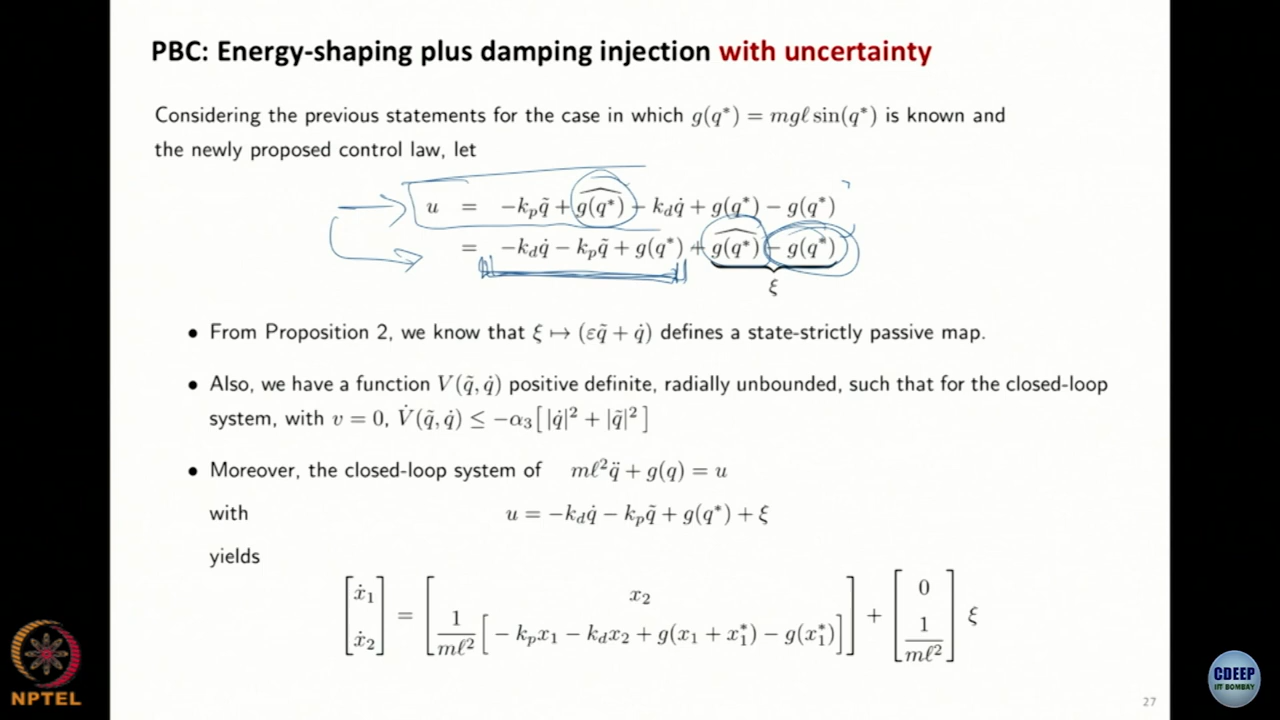 PBC: Energy-shaping plus damping injection with uncertainty
Considering the previous statements for the case in which g(q*) = mgℓ sin(q*) is known and
the newly proposed control law, let
u = −k_p q̃ + \widehat{g(q*)} − k_d q̇ + g(q*) − g(q*)
= −k_d q̇ − k_p q̃ + g(q*) + \widehat{g(q*)} − g(q*)
ξ
• From Proposition 2, we know that ξ ↦ (εq̃ + q̇) defines a state-strictly passive map.
• Also, we have a function V(q̃, q̇) positive definite, radially unbounded, such that for the closed-loop
system, with v = 0, V̇(q̃, q̇) ≤ −α₃[|q̇|² + |q̃|²]
• Moreover, the closed-loop system of mℓ²q̈ + g(q) = u
with u = −k_d q̇ − k_p q̃ + g(q*) + ξ
yields
[ẋ₁ ẋ₂] = [x₂ 1/mℓ² [−k_p x₁ − k_d x₂ + g(x₁ + x₁*) − g(x₁*)]] + [0 1/mℓ²] ξ
NPTEL
CDEEP
IIT BOMBAY
27